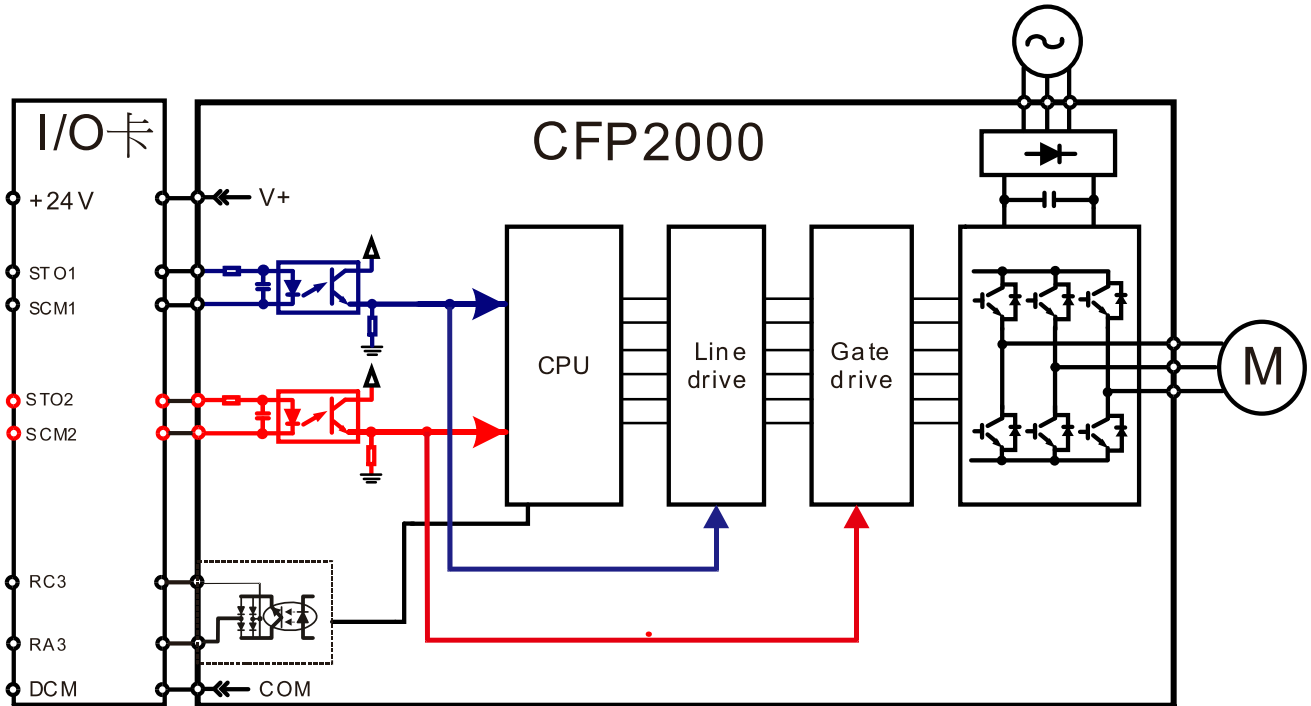 I/O卡
CFP2000
+24V
V+
STO1
SCM1
STO2
SCM2
CPU
Line
drive
Gate
drive
M
RC3
RA3
DCM
COM